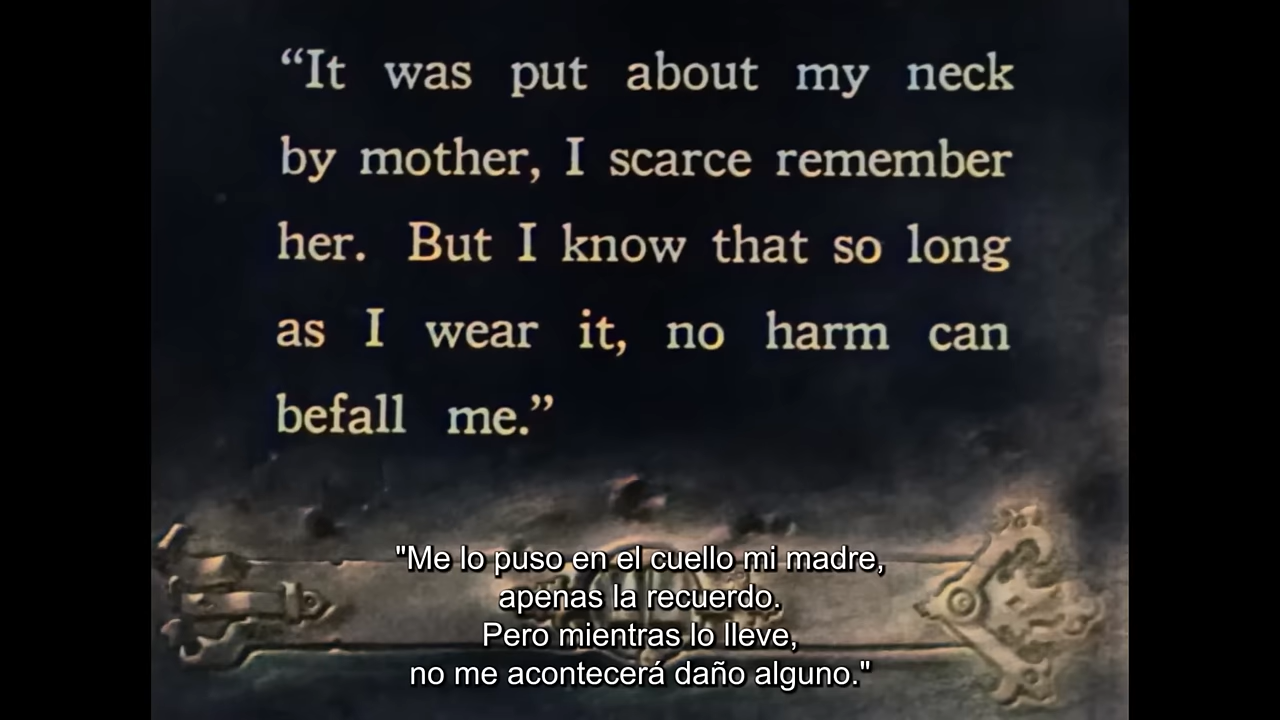 “It was put about my neck
by mother, I scarce remember
her. But I know that so long
as I wear it, no harm can
befall me.”
"Me lo puso en el cuello mi madre,
apenas la recuerdo.
Pero mientras lo lleve,
no me acontecerá daño alguno."